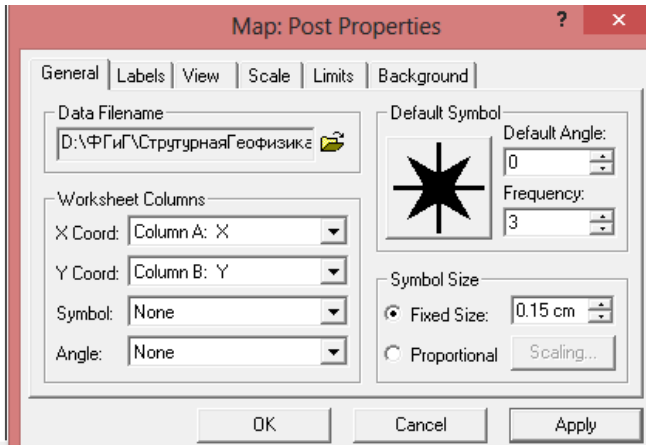 Map: Post Properties ? ×
General Labels View Scale Limits Background
Data Filename
D:\ФГиГ\СтрутурнаяГеофизика
Worksheet Columns
X Coord: Column A: X
Y Coord: Column B: Y
Symbol: None
Angle: None
Default Symbol
Default Angle:
0
Frequency:
3
Symbol Size
Fixed Size: 0.15 cm
Proportional Scaling...
OK Cancel Apply